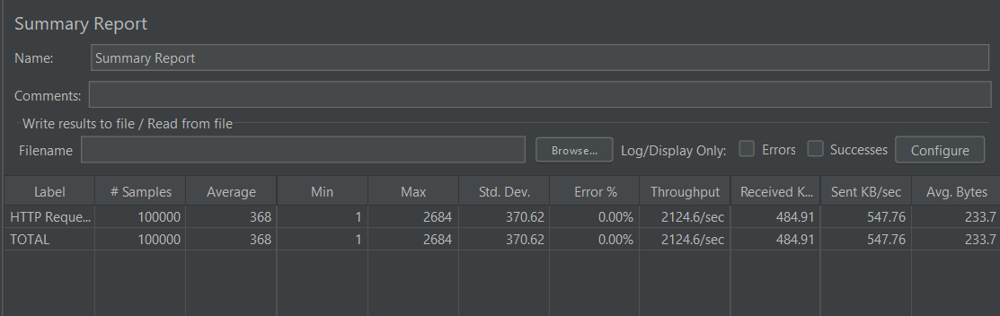 Summary Report
Name: Summary Report
Comments:
Write results to file / Read from file
Filename Browse... Log/Display Only: Errors Successes Configure
Label # Samples Average Min Max Std. Dev. Error % Throughput Received K... Sent KB/sec Avg. Bytes
HTTP Reque... 100000 368 1 2684 370.62 0.00% 2124.6/sec 484.91 547.76 233.7
TOTAL 100000 368 1 2684 370.62 0.00% 2124.6/sec 484.91 547.76 233.7